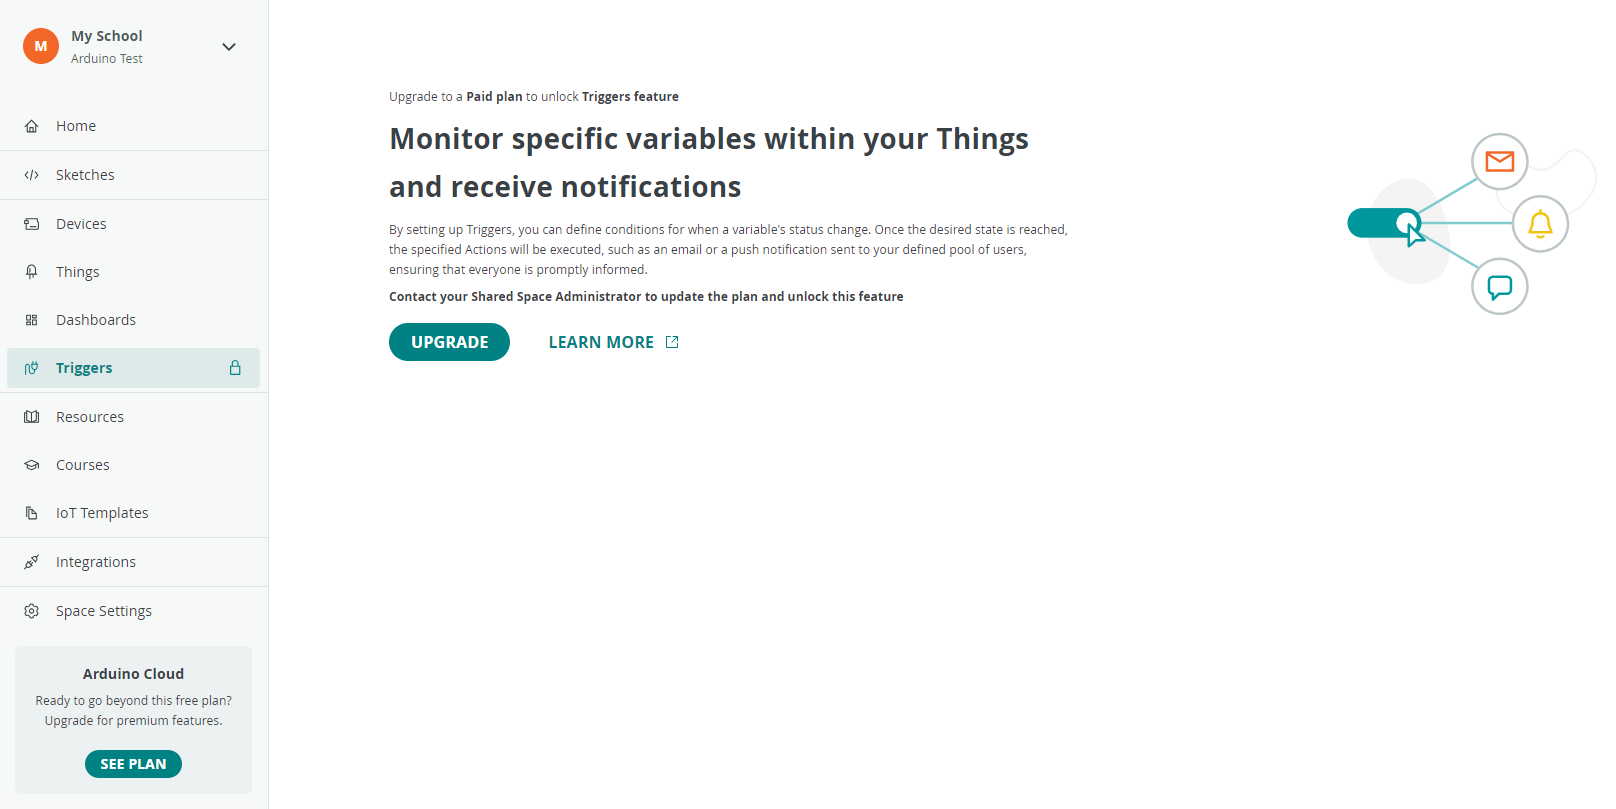 M
My School
Arduino Test
Home
Sketches
Devices
Things
Dashboards
Triggers
Resources
Courses
IoT Templates
Integrations
Space Settings
Arduino Cloud
Ready to go beyond this free plan?
Upgrade for premium features.
SEE PLAN
Upgrade to a Paid plan to unlock Triggers feature
Monitor specific variables within your Things
and receive notifications
By setting up Triggers, you can define conditions for when a variable's status change. Once the desired state is reached,
the specified Actions will be executed, such as an email or a push notification sent to your defined pool of users,
ensuring that everyone is promptly informed.
Contact your Shared Space Administrator to update the plan and unlock this feature
UPGRADE
LEARN MORE